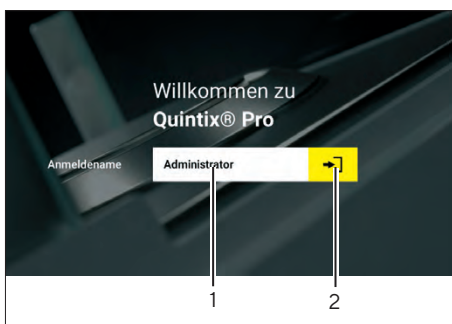 Willkommen zu
Quintix® Pro
Anmeldename Administrator
1 2